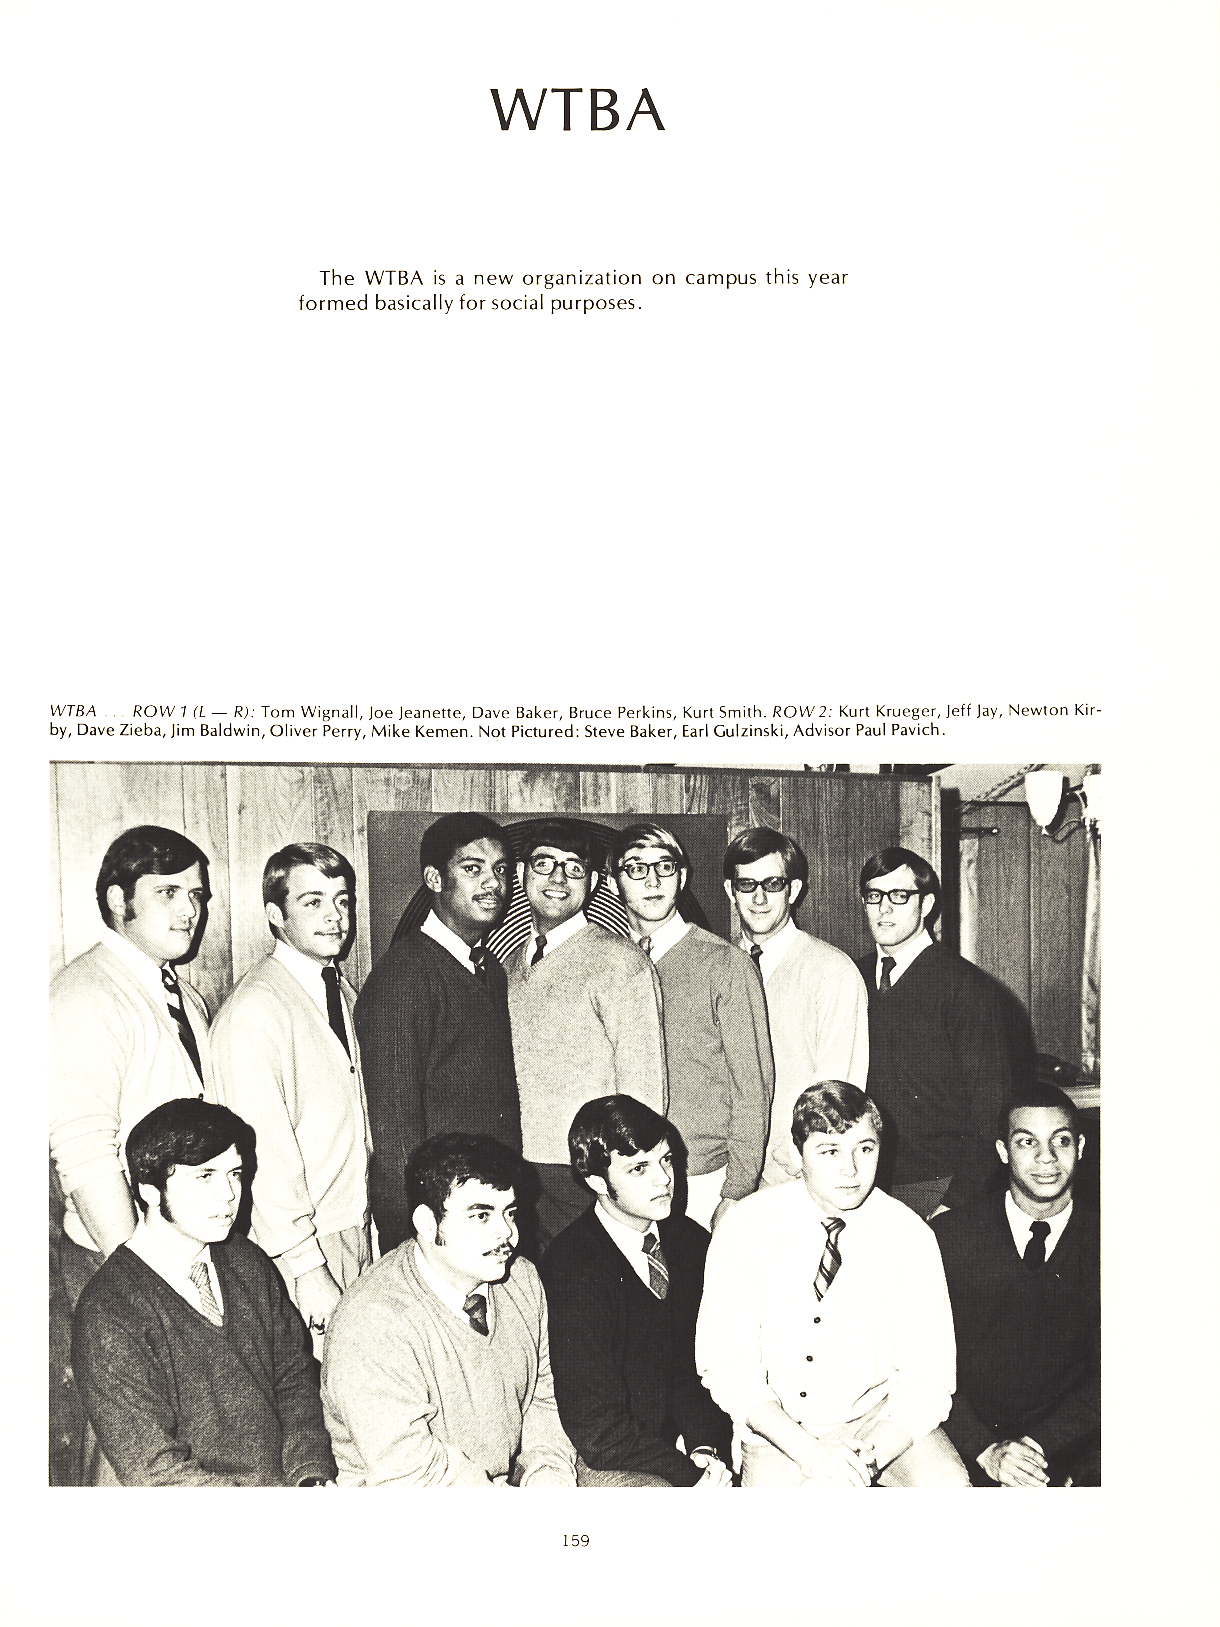 WTBA
The WTBA is a new organization on campus this year
formed basically for social purposes.
WTBA ... ROW 1 (L — R): Tom Wignall, Joe Jeanette, Dave Baker, Bruce Perkins, Kurt Smith. ROW 2: Kurt Krueger, Jeff Jay, Newton Kir-
by, Dave Zieba, Jim Baldwin, Oliver Perry, Mike Kemen. Not Pictured: Steve Baker, Earl Gulzinski, Advisor Paul Pavich.
159